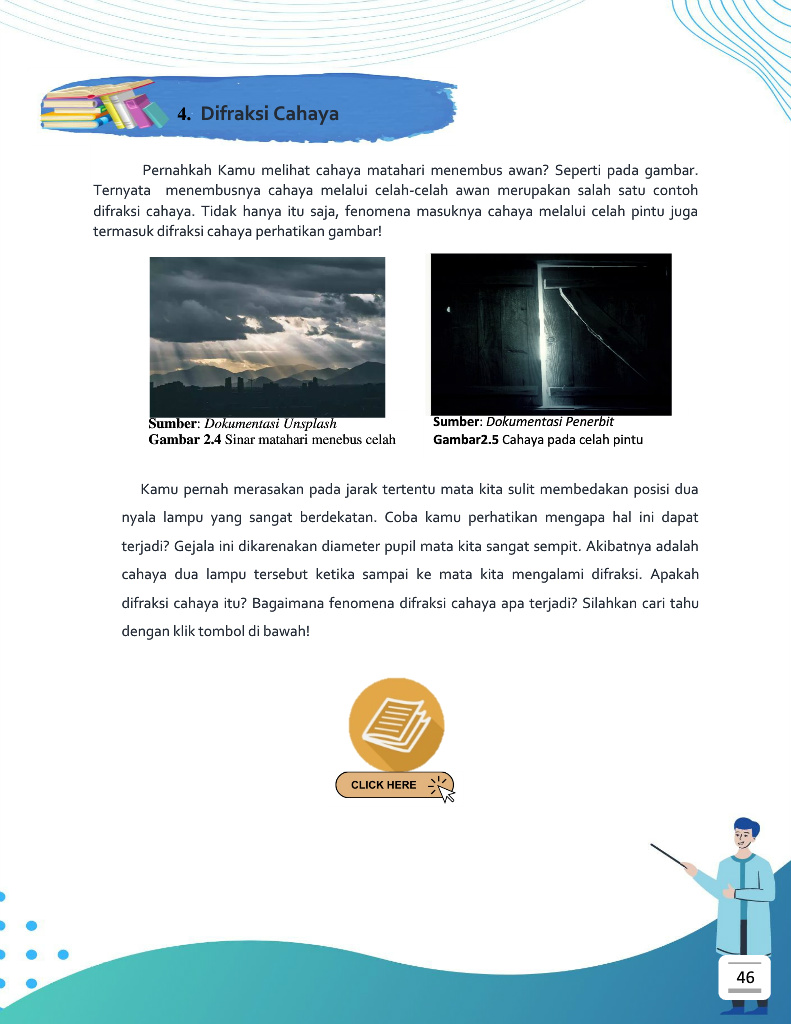 4. Difraksi Cahaya
Pernahkah Kamu melihat cahaya matahari menembus awan? Seperti pada gambar.
Ternyata menembusnya cahaya melalui celah-celah awan merupakan salah satu contoh
difraksi cahaya. Tidak hanya itu saja, fenomena masuknya cahaya melalui celah pintu juga
termasuk difraksi cahaya perhatikan gambar!
Sumber: Dokumentasi Unsplash
Gambar 2.4 Sinar matahari menebus celah
Sumber: Dokumentasi Penerbit
Gambar2.5 Cahaya pada celah pintu
Kamu pernah merasakan pada jarak tertentu mata kita sulit membedakan posisi dua
nyala lampu yang sangat berdekatan. Coba kamu perhatikan mengapa hal ini dapat
terjadi? Gejala ini dikarenakan diameter pupil mata kita sangat sempit. Akibatnya adalah
cahaya dua lampu tersebut ketika sampai ke mata kita mengalami difraksi. Apakah
difraksi cahaya itu? Bagaimana fenomena difraksi cahaya apa terjadi? Silahkan cari tahu
dengan klik tombol di bawah!
CLICK HERE
46